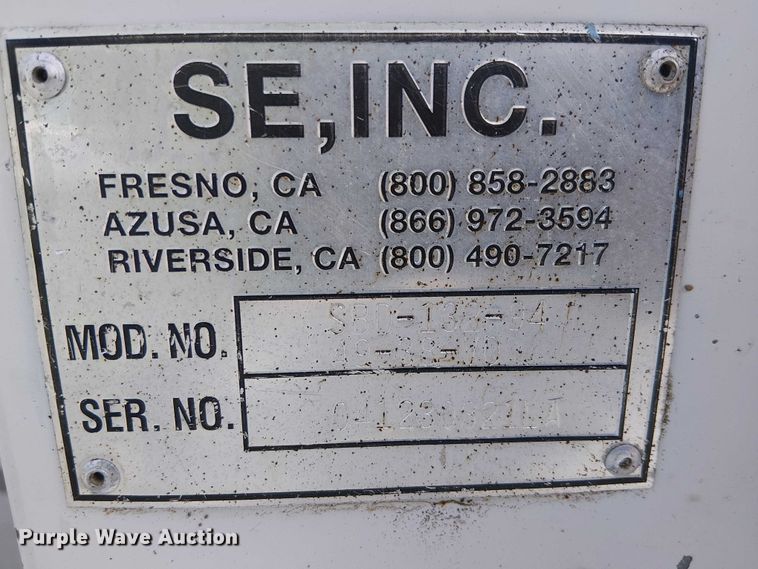 SE, INC.
FRESNO, CA (800) 858-2883
AZUSA, CA (866) 972-3594
RIVERSIDE, CA (800) 490-7217
MOD. NO.
SER. NO.
Purple Wave Auction